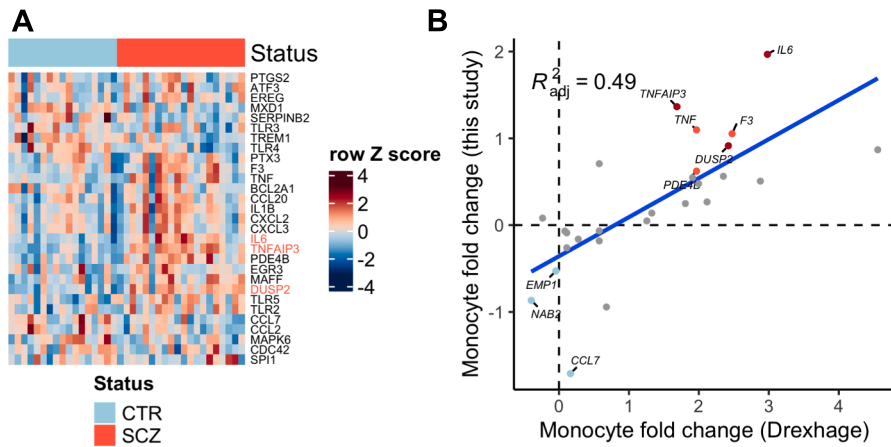 A
Status
PTGS2
ATF3
EREG
MXD1
SERPINB2
TLR3
TREM1
TLR4
PTX3
F3
TNF
BCL2A1
CCL20
IL1B
CXCL2
CXCL3
IL6
TNFAIP3
PDE4B
EGR3
MAFF
DUSP2
TLR5
TLR2
CCL7
CCL2
MAPK6
CDC42
SPI1
row Z score
4
2
0
-2
-4
Status
CTR
SCZ
B
Monocyte fold change (this study)
2
1
0
-1
R²adj = 0.49
IL6
TNFAIP3
TNF
F3
DUSP2
PDE4B
EMP1
NAB2
CCL7
0
1
2
3
4
Monocyte fold change (Drexhage)